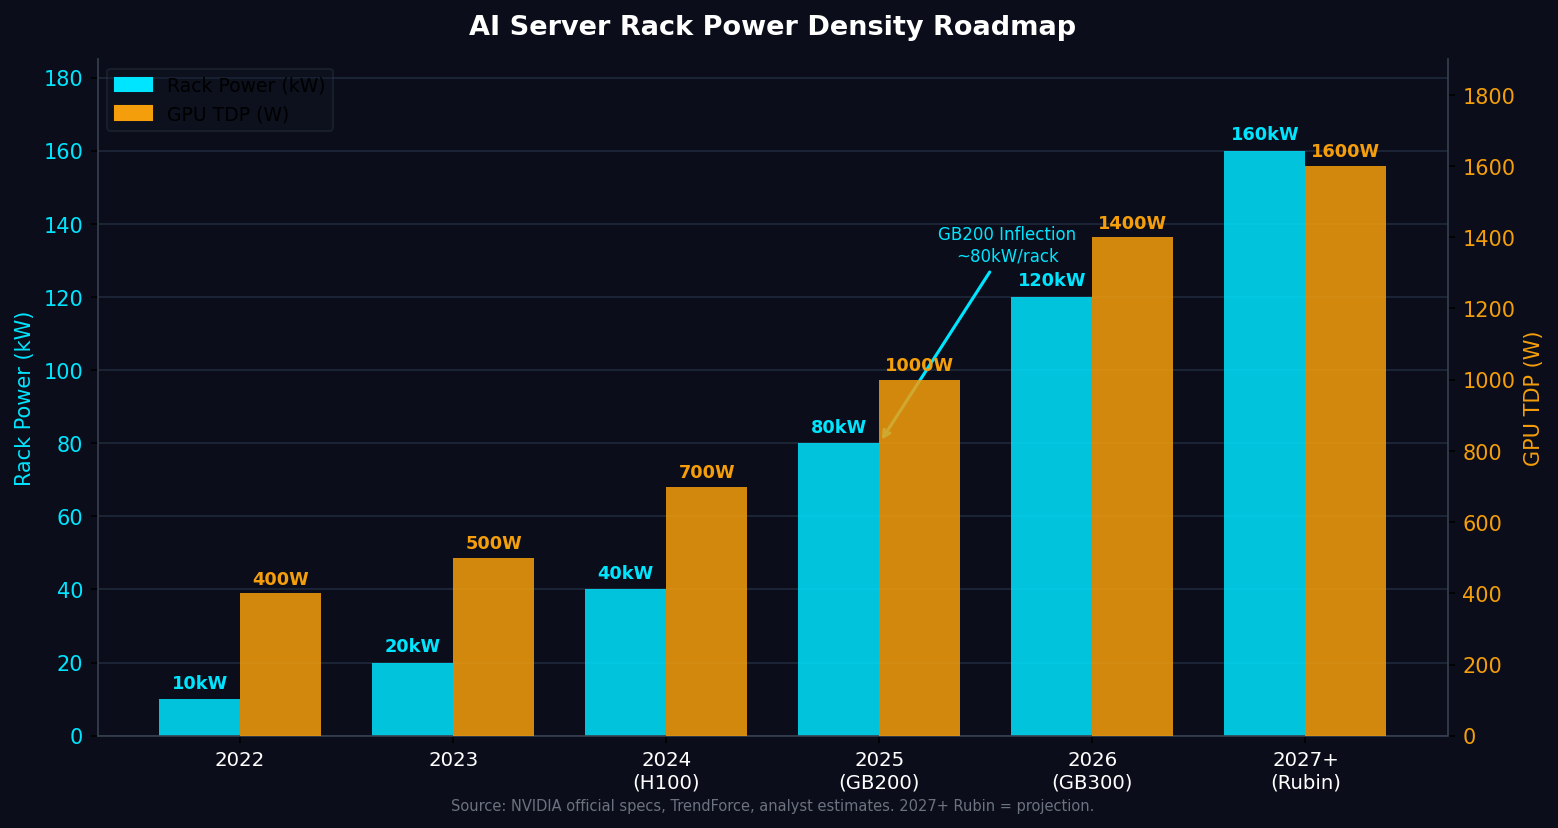 AI Server Rack Power Density Roadmap
Rack Power (kW)
GPU TDP (W)
180
160
140
120
100
80
60
40
20
0
Rack Power (kW)
1800
1600
1400
1200
1000
800
600
400
200
0
GPU TDP (W)
10kW
400W
20kW
500W
40kW
700W
80kW
1000W
GB200 Inflection
~80kW/rack
120kW
1400W
160kW
1600W
2022
2023
2024
(H100)
2025
(GB200)
2026
(GB300)
2027+
(Rubin)
Source: NVIDIA official specs, TrendForce, analyst estimates. 2027+ Rubin = projection.